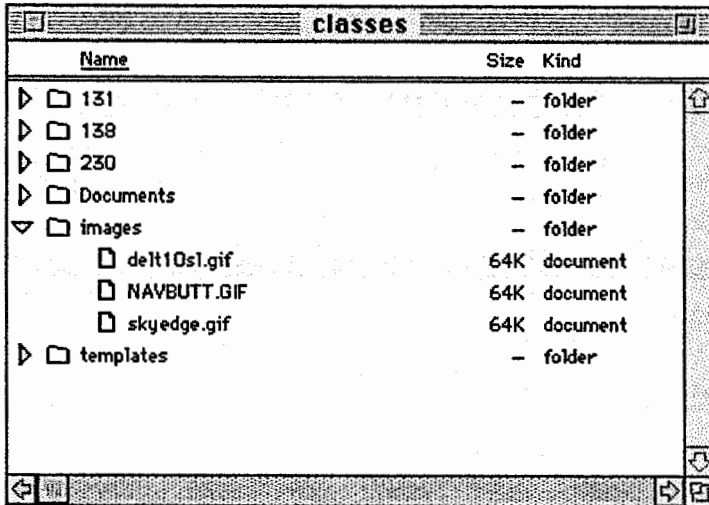 classes
Name Size Kind
131 – folder
138 – folder
230 – folder
Documents – folder
images – folder
delt10sl.gif 64K document
NAVBUTT.GIF 64K document
skyedge.gif 64K document
templates – folder